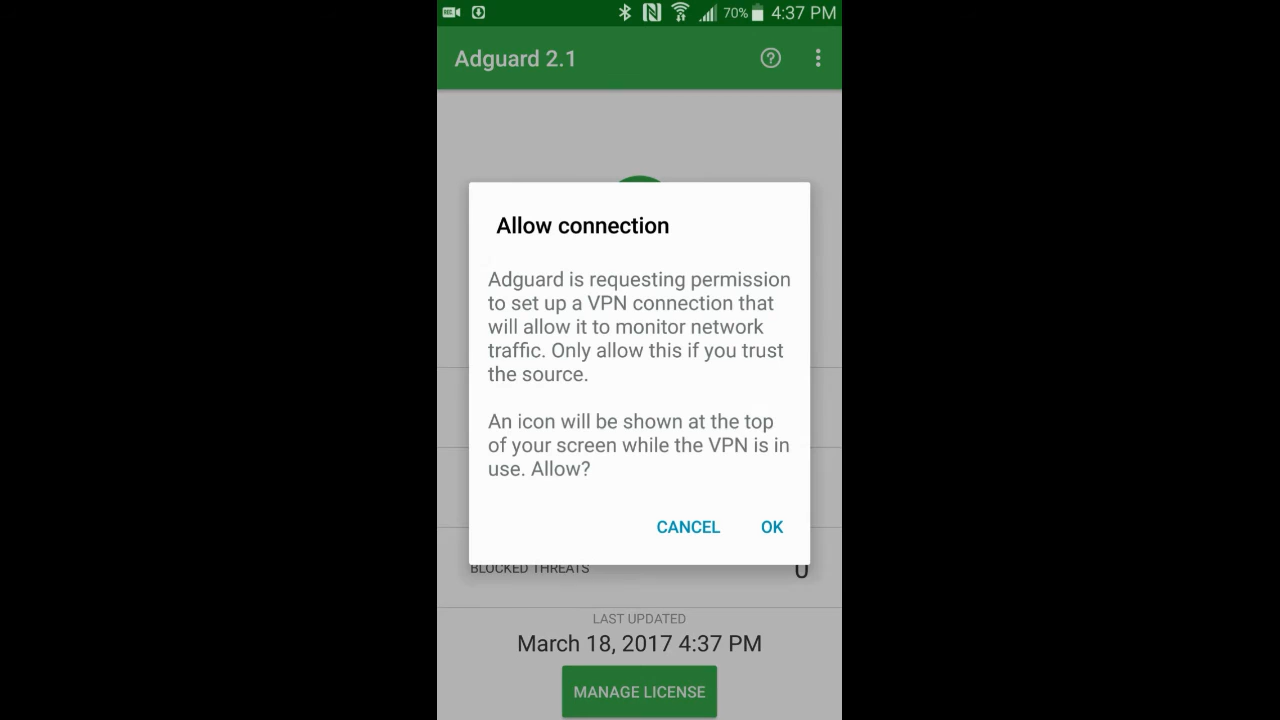 70% 4:37 PM
Adguard 2.1
Allow connection
Adguard is requesting permission
to set up a VPN connection that
will allow it to monitor network
traffic. Only allow this if you trust
the source.
An icon will be shown at the top
of your screen while the VPN is in
use. Allow?
CANCEL OK
BLOCKED THREATS 0
LAST UPDATED
March 18, 2017 4:37 PM
MANAGE LICENSE